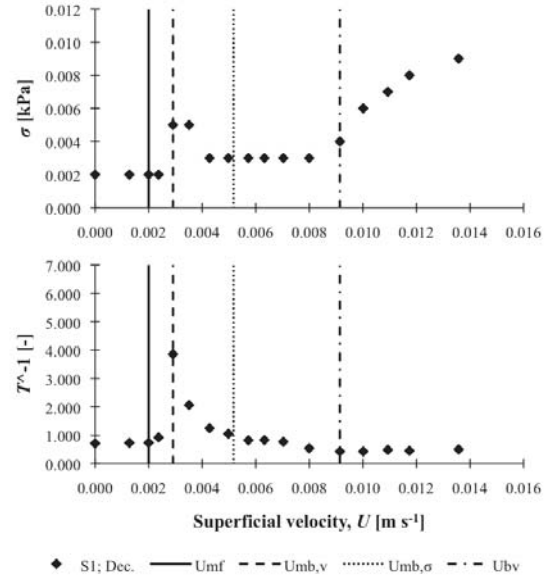 0.012
0.010
0.008
0.006
0.004
0.002
0.000
σ [kPa]
0.000 0.002 0.004 0.006 0.008 0.010 0.012 0.014 0.016
7.000
6.000
5.000
4.000
3.000
2.000
1.000
0.000
T^-1 [-]
0.000 0.002 0.004 0.006 0.008 0.010 0.012 0.014 0.016
Superficial velocity, U [m s⁻¹]
S1; Dec. Umf Umb,v Umb,σ Ubv